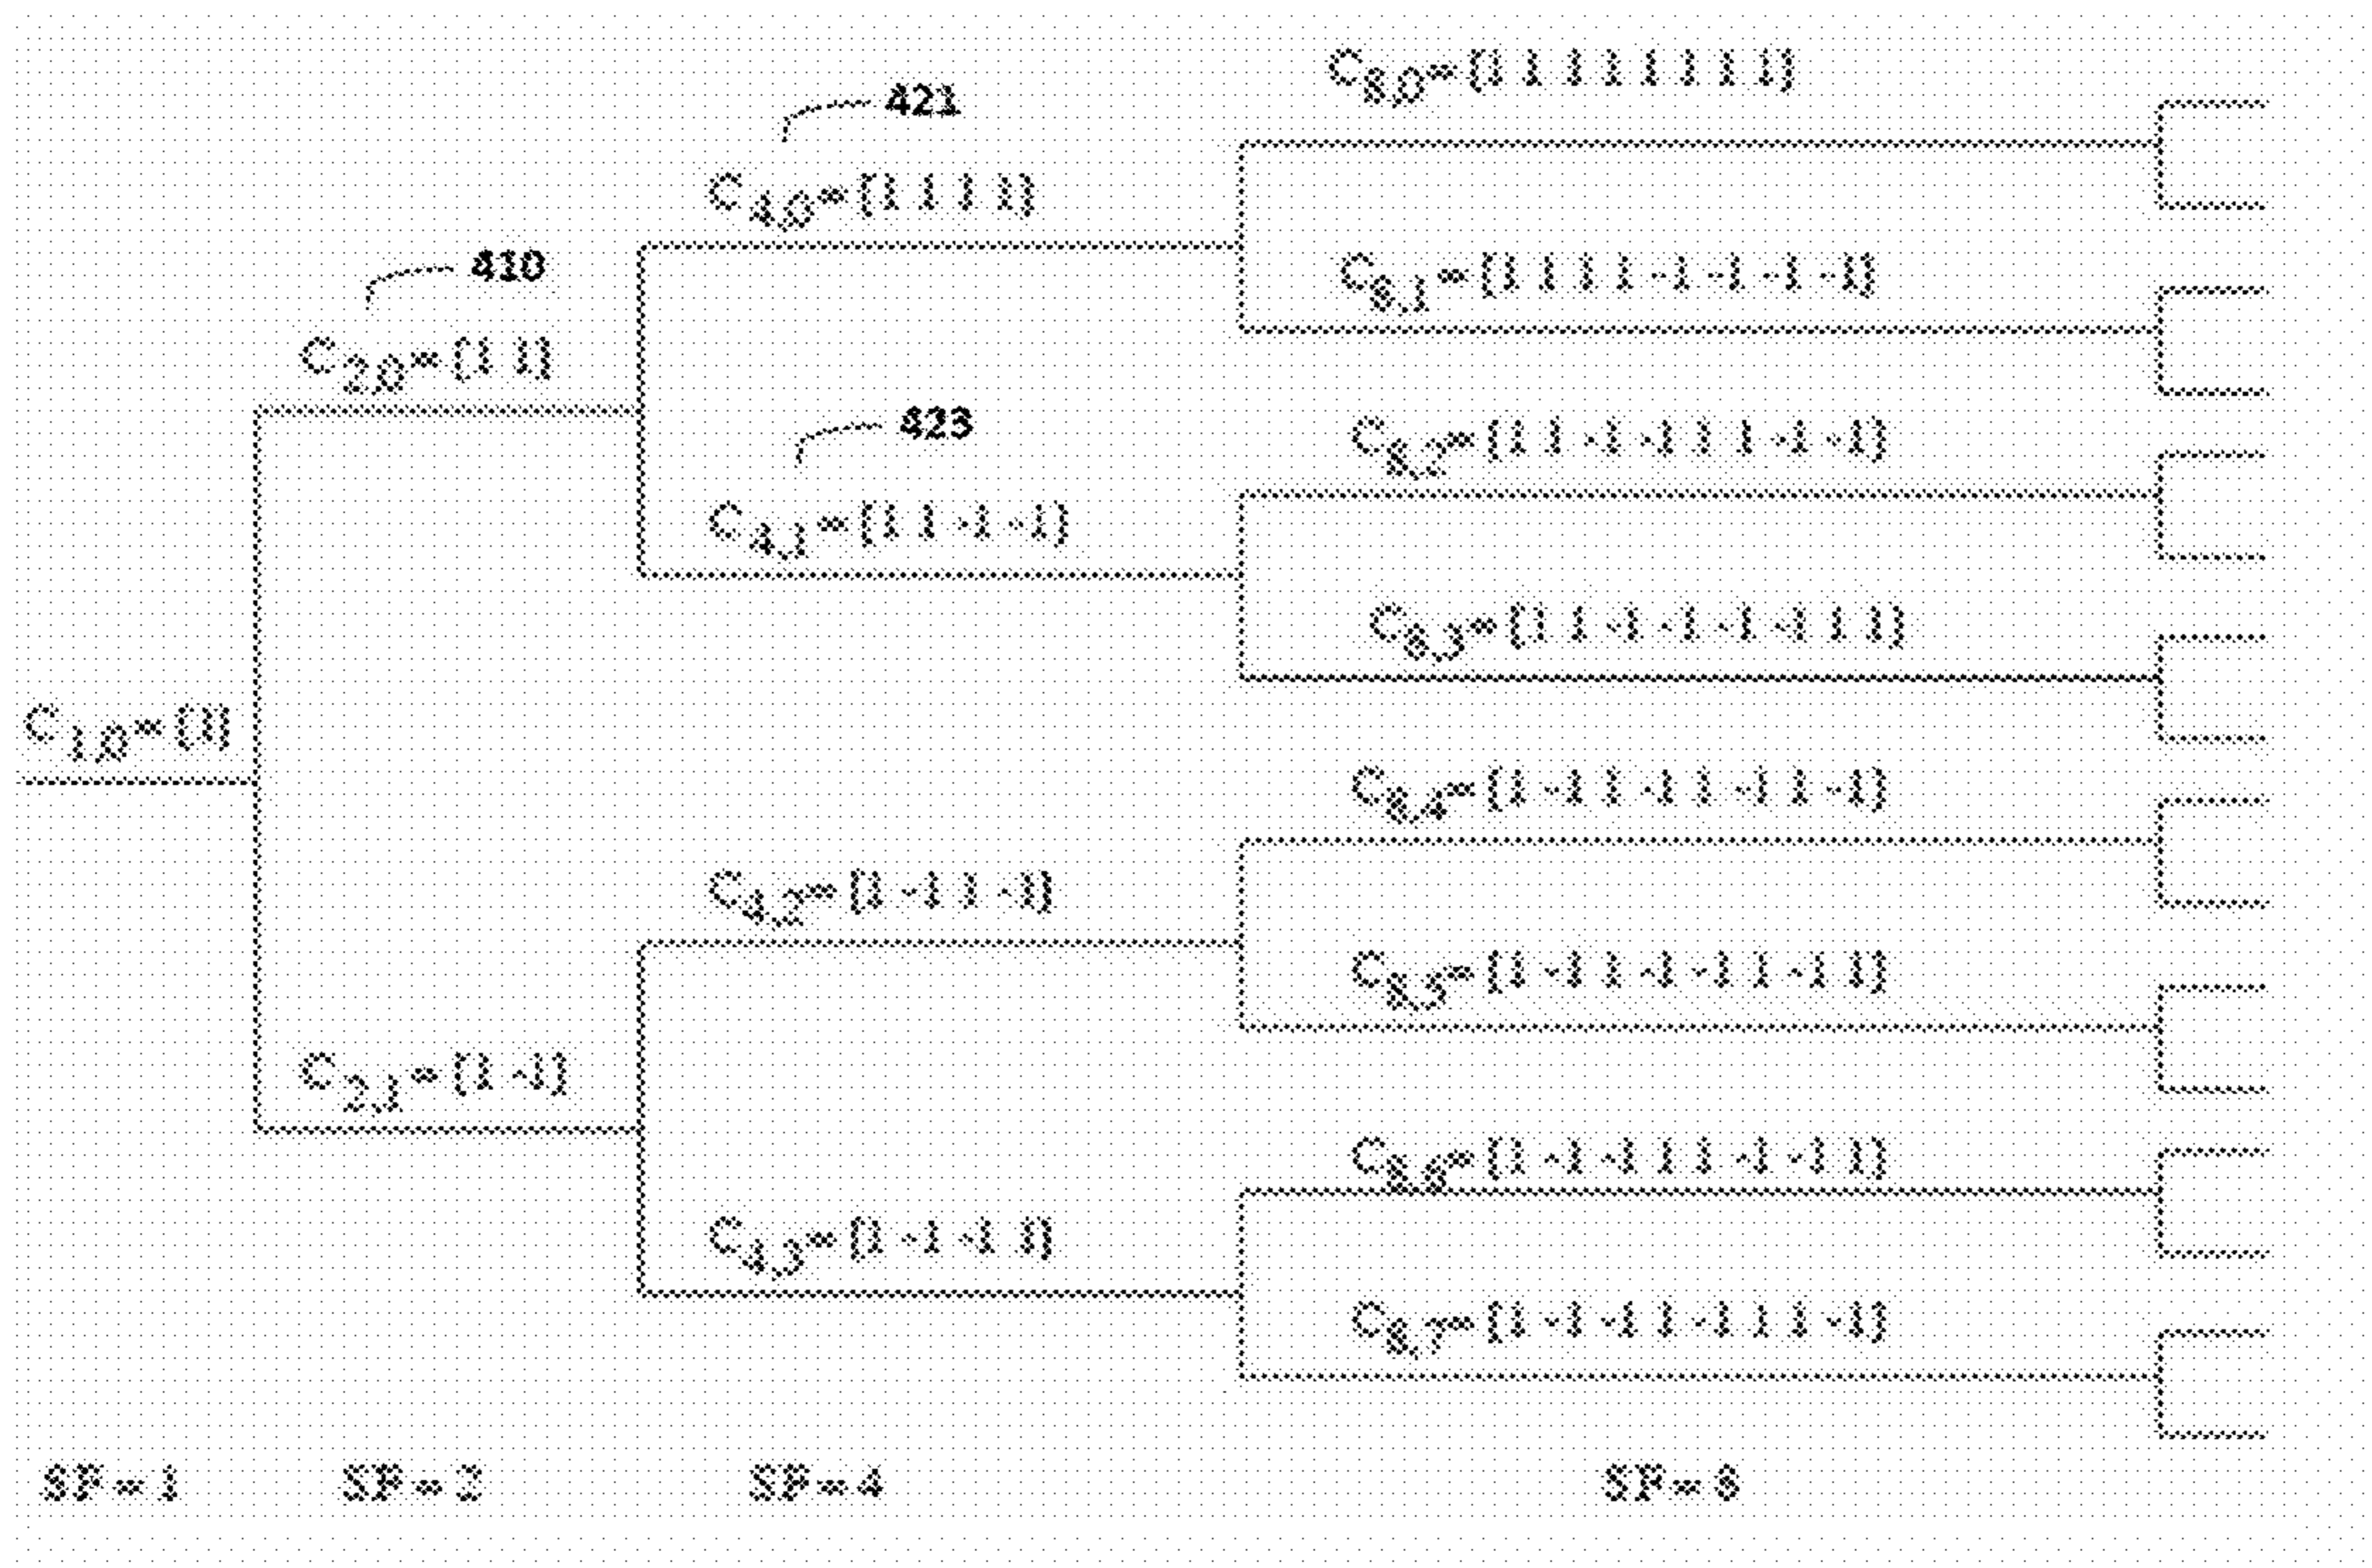 C8,0={1 1 1 1 1 1 1 1}
421
C4,0={1 1 1 1}
410
C8,1={1 1 1 1 -1 -1 -1 -1}
C2,0={1 1}
423
C8,2={1 1 -1 -1 1 1 -1 -1}
C4,1={1 1 -1 -1}
C8,3={1 1 -1 -1 -1 -1 1 1}
C1,0={1}
C8,4={1 -1 1 -1 1 -1 1 -1}
C4,2={1 -1 1 -1}
C8,5={1 -1 1 -1 -1 1 -1 1}
C2,1={1 -1}
C8,6={1 -1 -1 1 1 -1 -1 1}
C4,3={1 -1 -1 1}
C8,7={1 -1 -1 1 -1 1 1 -1}
SF = 1 SF = 2 SF = 4 SF = 8